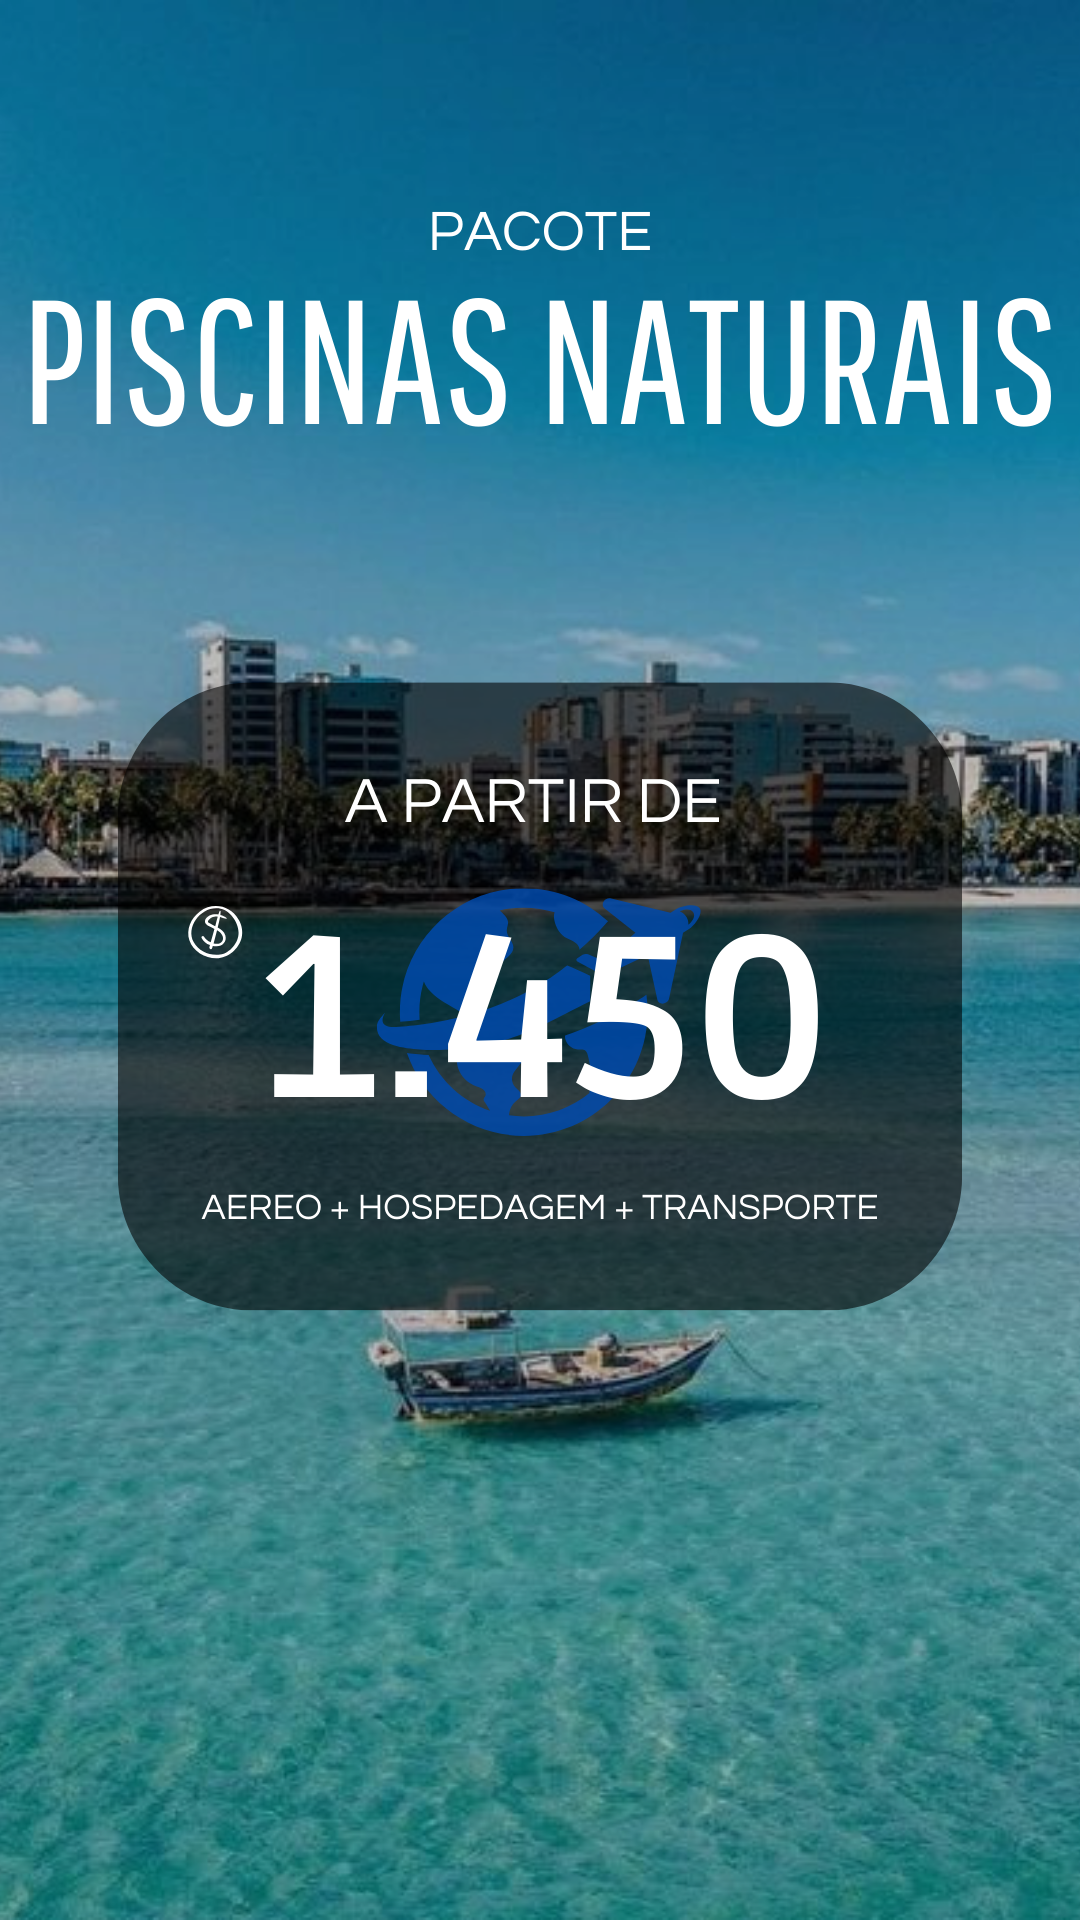 PACOTE
PISCINAS NATURAIS
A PARTIR DE
$
1.450
AEREO + HOSPEDAGEM + TRANSPORTE